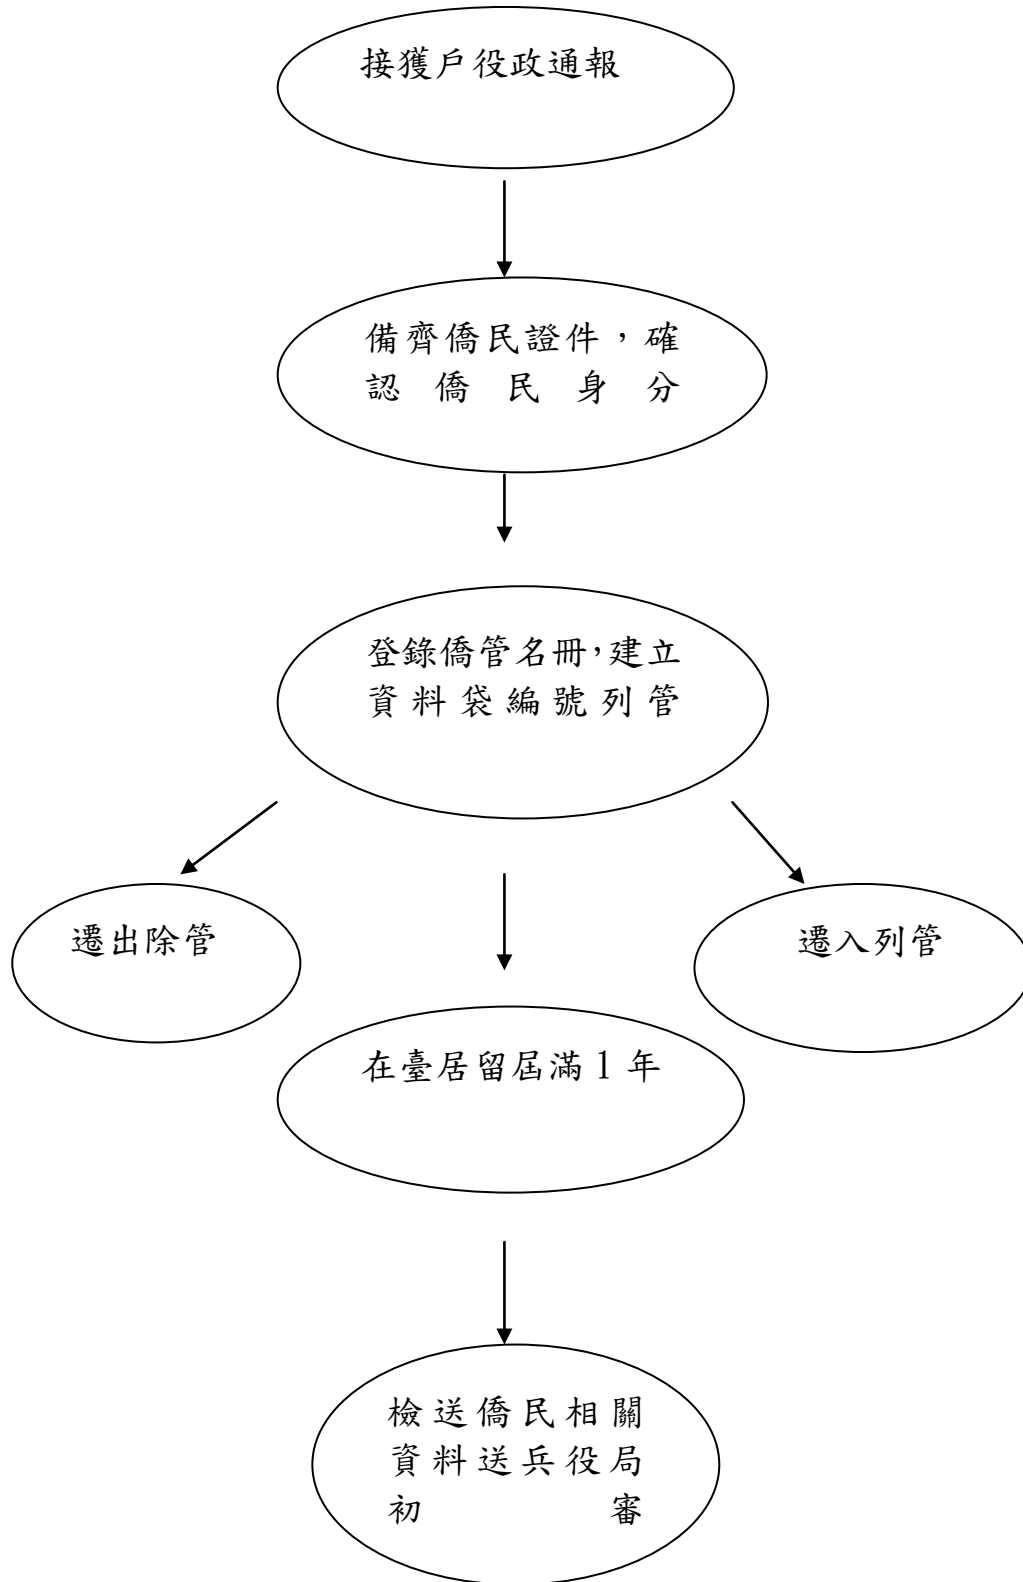 接獲戶役政通報
備齊僑民證件，確
認僑民身分
登錄僑管名冊，建立
資料袋編號列管
遷出除管
遷入列管
在臺居留屆滿1年
檢送僑民相關
資料送兵役局
初審